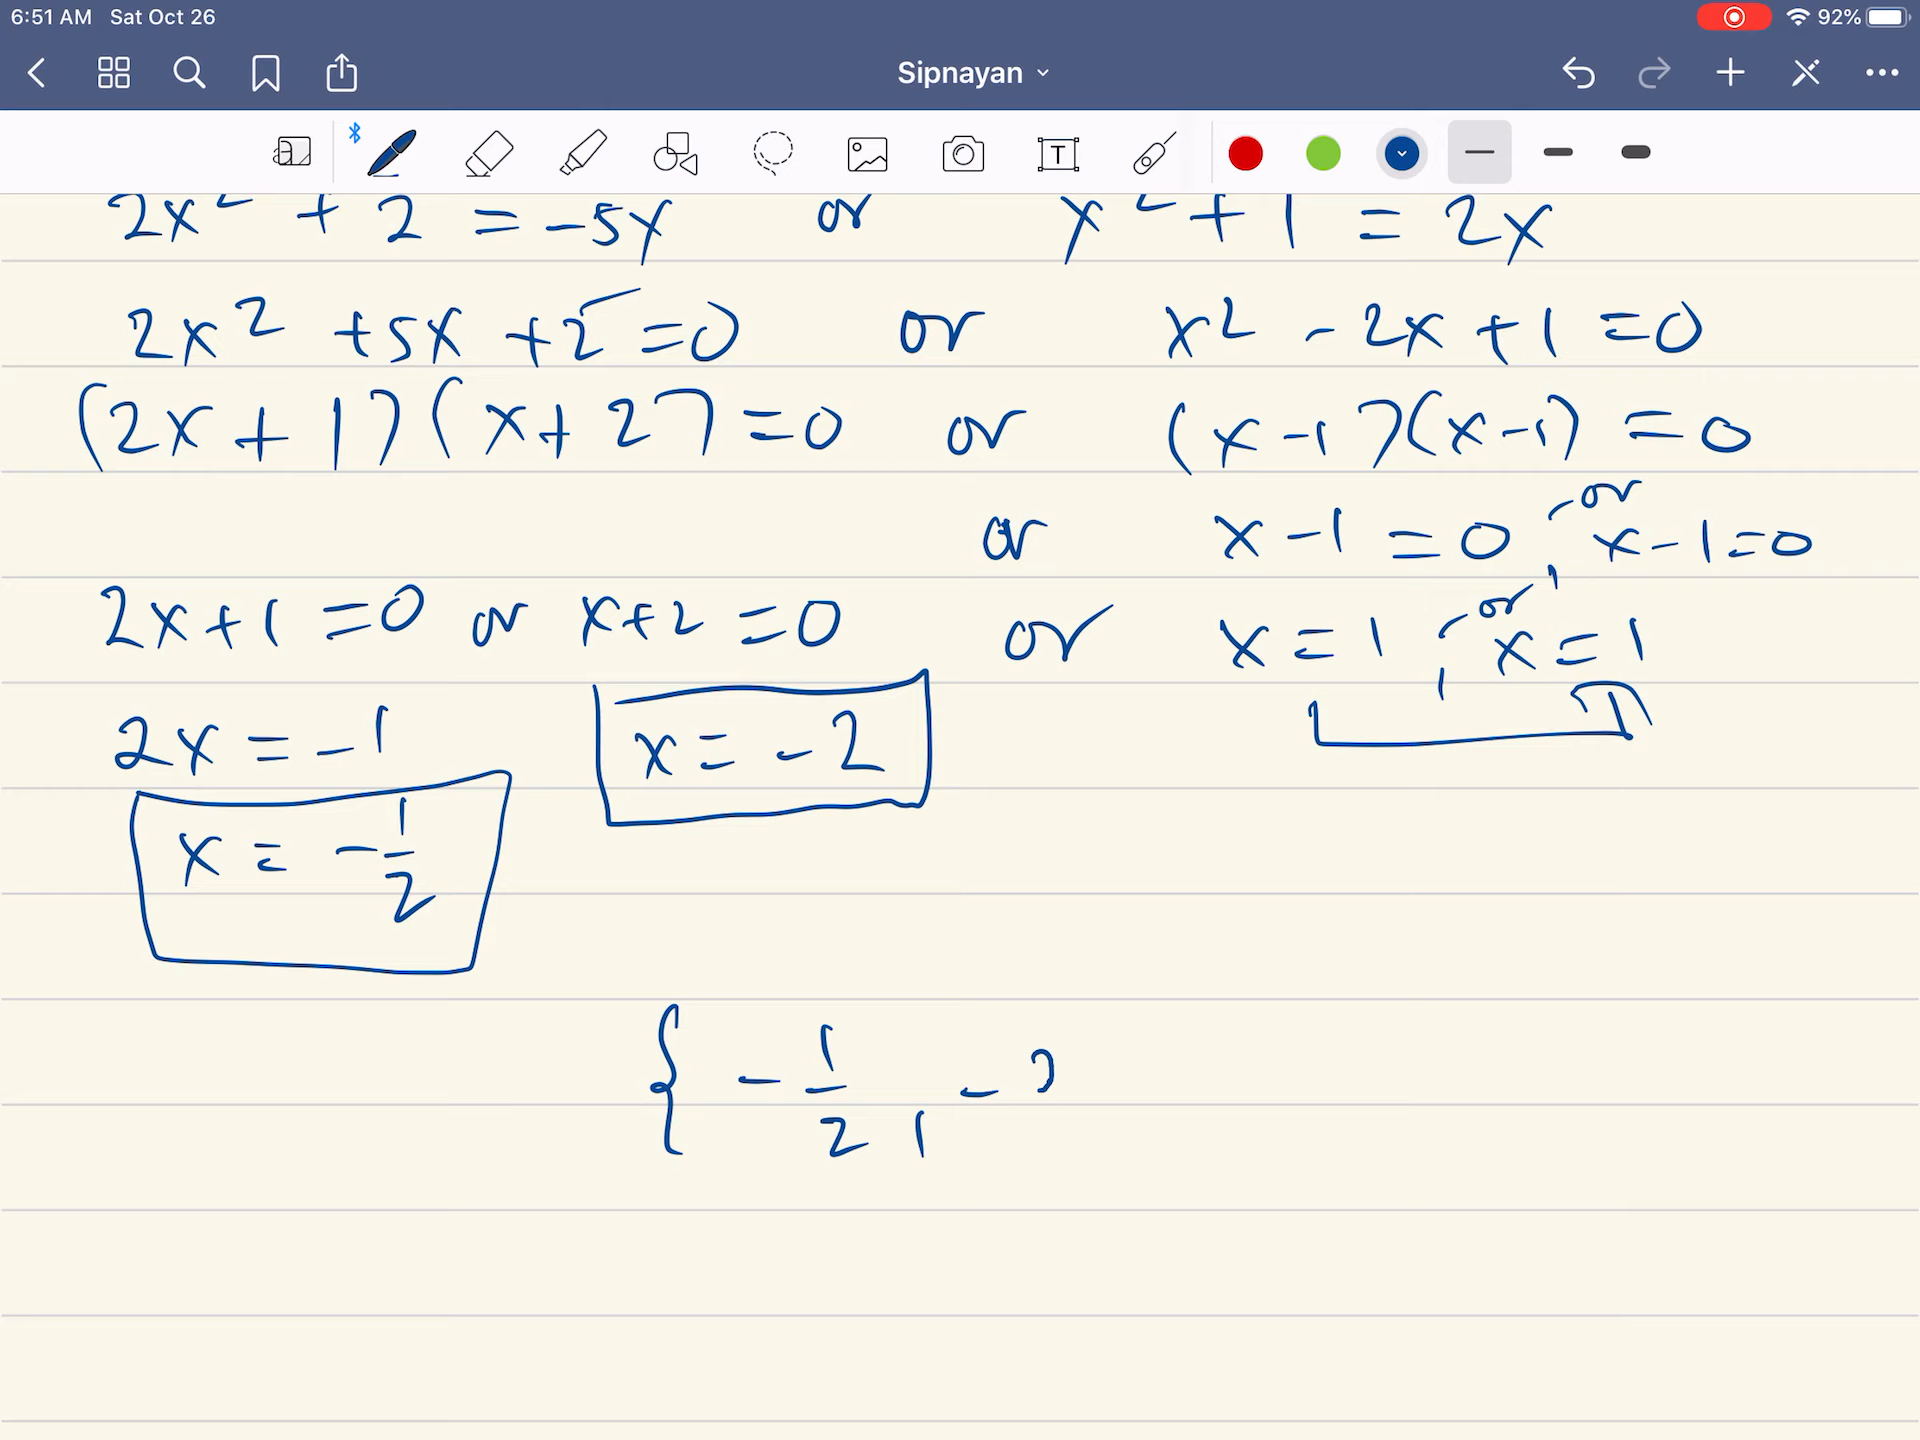 6:51 AM Sat Oct 26 92%
Sipnayan
2x² + 2 = -5x or x² + 1 = 2x
2x² + 5x + 2 = 0 or x² - 2x + 1 = 0
(2x + 1)(x + 2) = 0 or (x - 1)(x - 1) = 0
or x - 1 = 0, or x - 1 = 0
2x + 1 = 0 or x + 2 = 0 or x = 1, or x = 1
2x = -1 x = -2
x = -1/2
{ -1/2, -